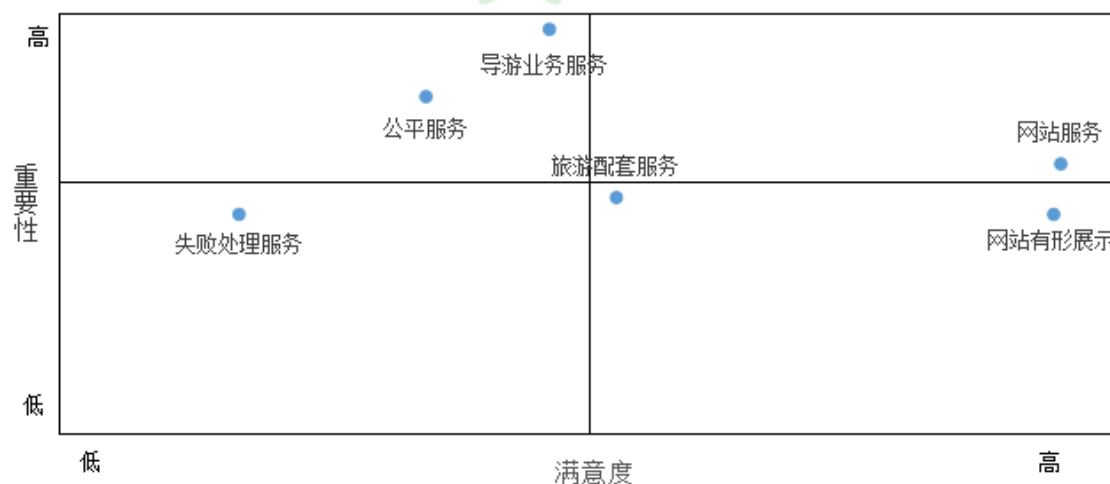 高
导游业务服务
公平服务
网站服务
旅游配套服务
重要性
失败处理服务
网站有形展示
低
低
满意度
高